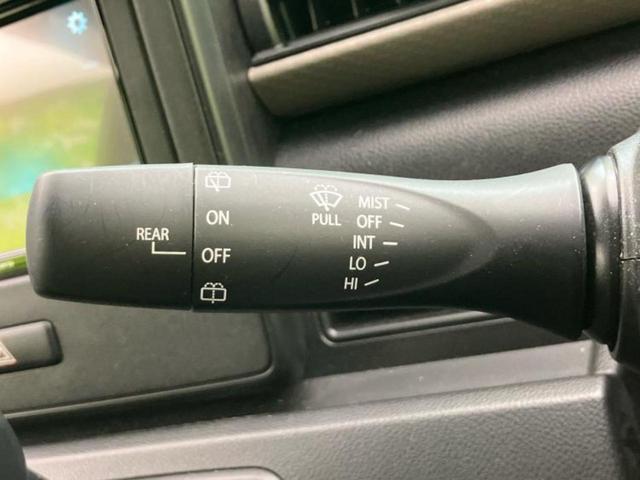 REAR
ON
OFF
PULL
MIST
OFF
INT
LO
HI